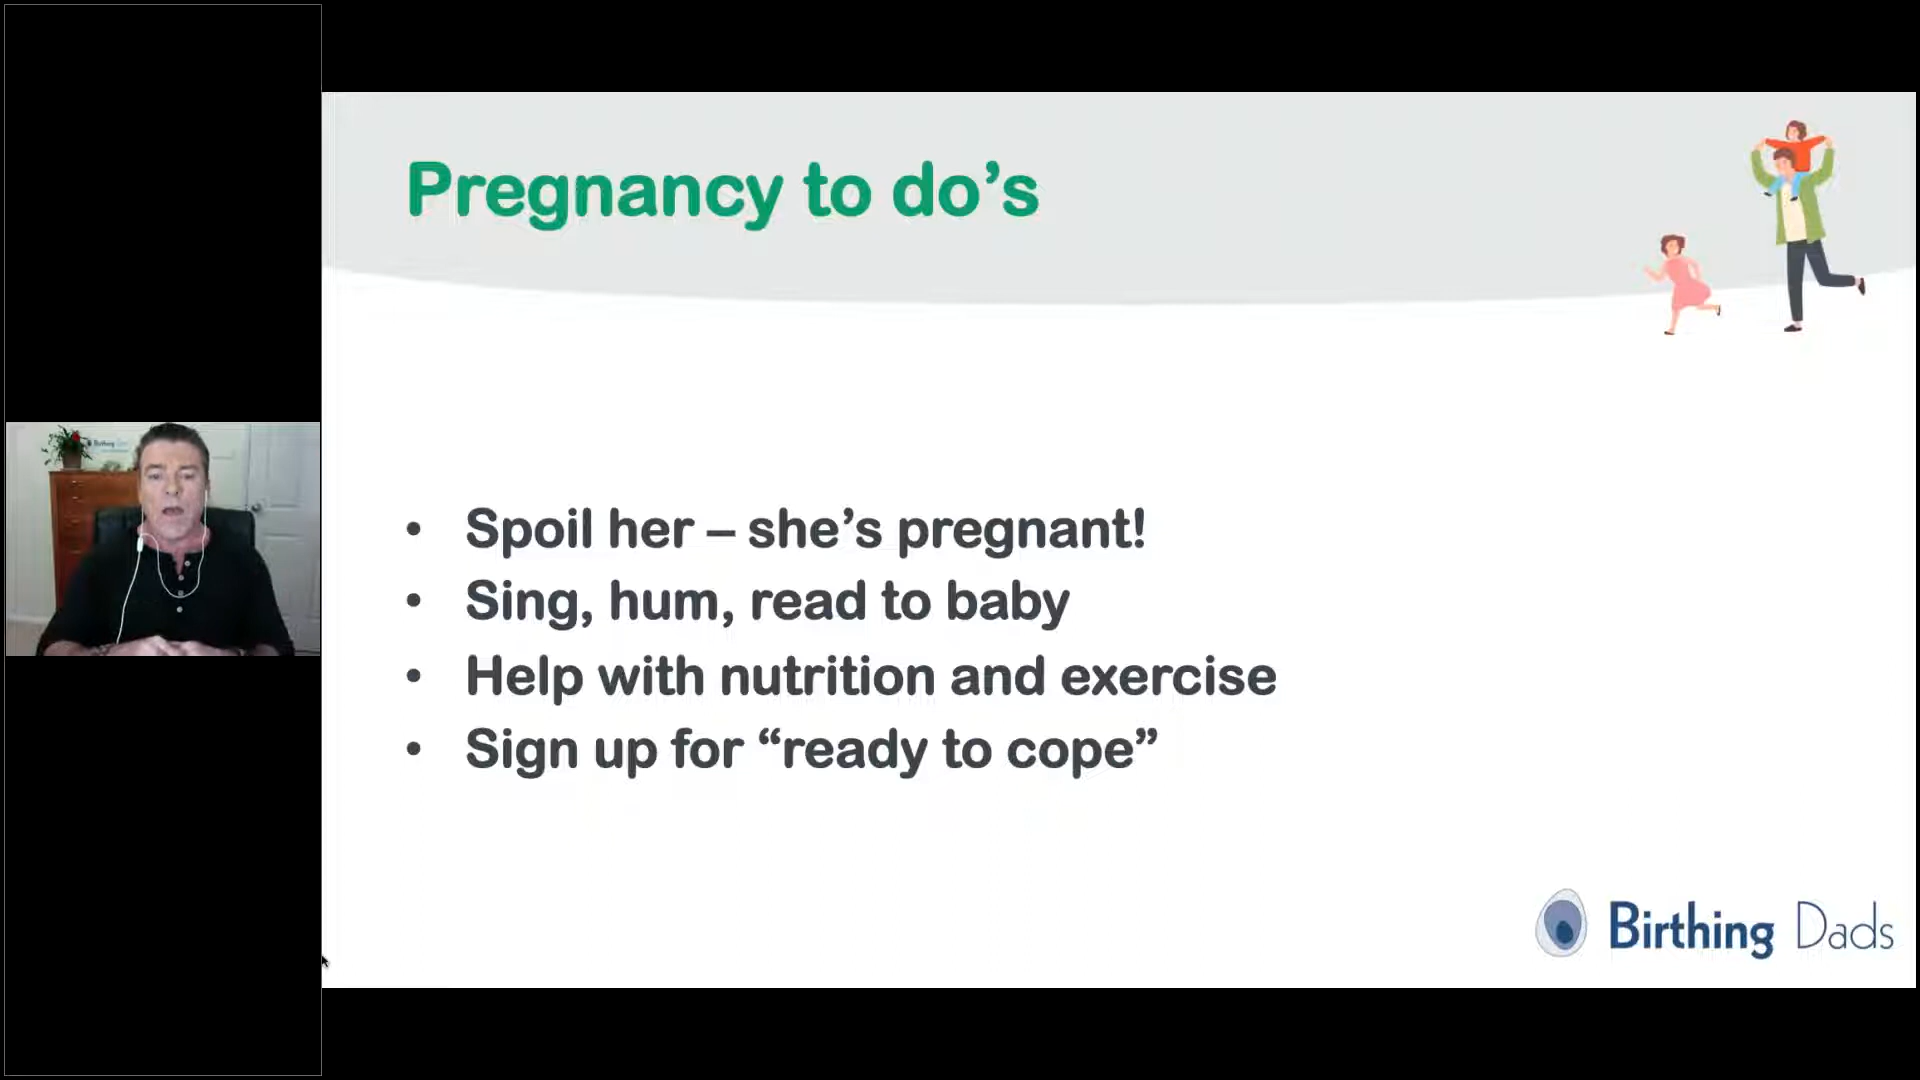 Pregnancy to do’s
• Spoil her – she’s pregnant!
• Sing, hum, read to baby
• Help with nutrition and exercise
• Sign up for “ready to cope”
Birthing Dads
Birthing